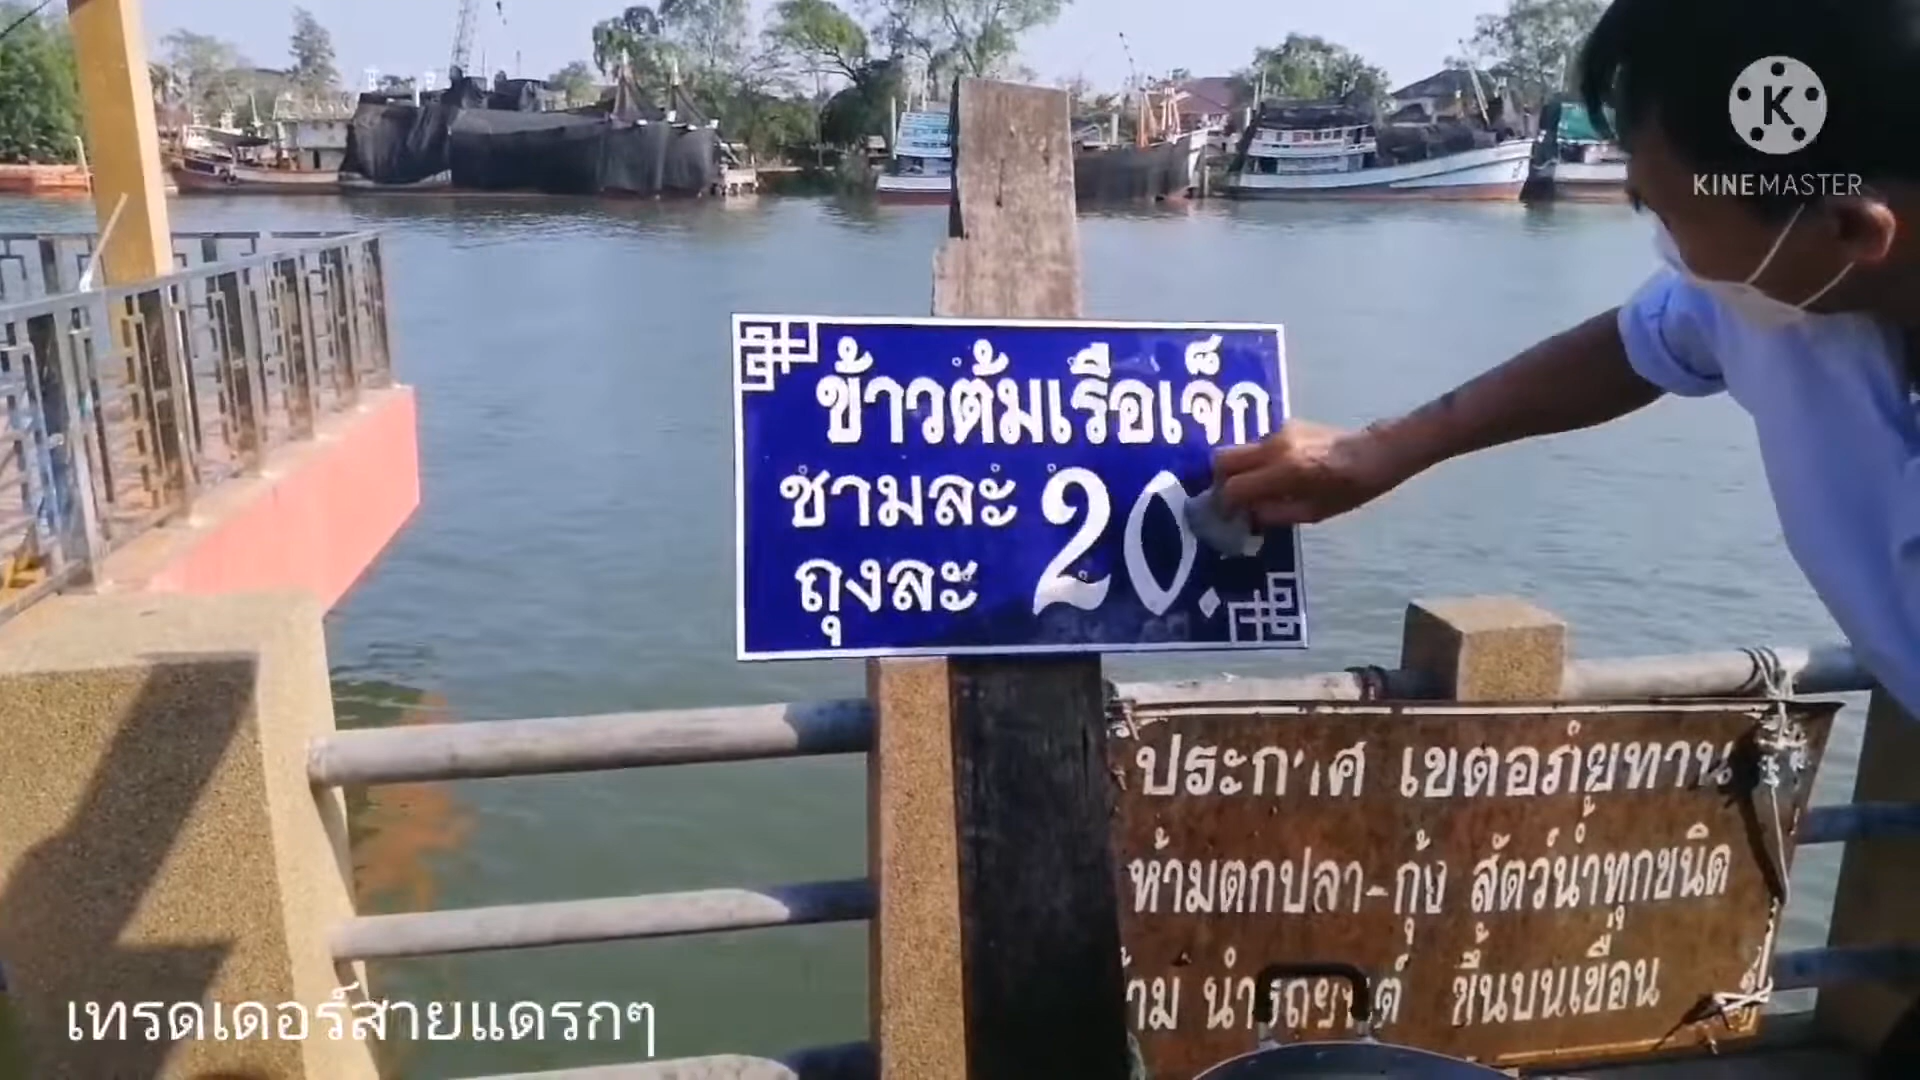 KINEMASTER
ข้าวต้มเรือเจ็ก
ชามละ 20.
ถุงละ
ประกาศ เขตอภัยทาน
ห้ามตกปลา-กุ้ง สัตว์น้ำทุกชนิด
ห้าม นำรถยนต์ ขึ้นบนเขื่อน
เทรดเดอร์สายแดรกๆ